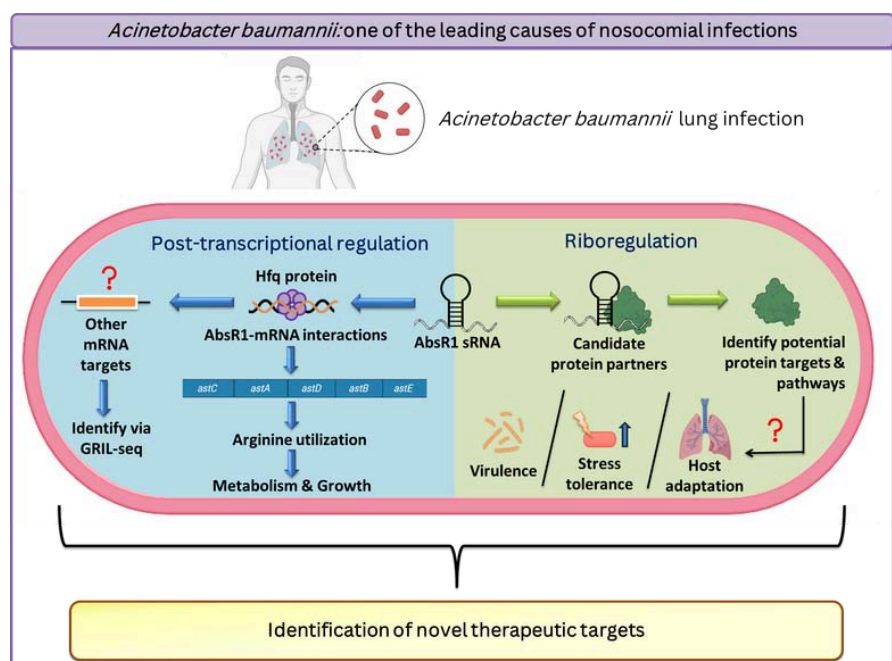 Acinetobacter baumannii:one of the leading causes of nosocomial infections
Acinetobacter baumannii lung infection
Post-transcriptional regulation
Riboregulation
?
Hfq protein
Other
mRNA
targets
AbsR1-mRNA interactions
AbsR1 sRNA
Candidate
protein partners
Identify potential
protein targets &
pathways
astC astA astD astB astE
Identify via
GRIL-seq
Arginine utilization
Metabolism & Growth
Virulence
Stress
tolerance
Host
adaptation
?
Identification of novel therapeutic targets